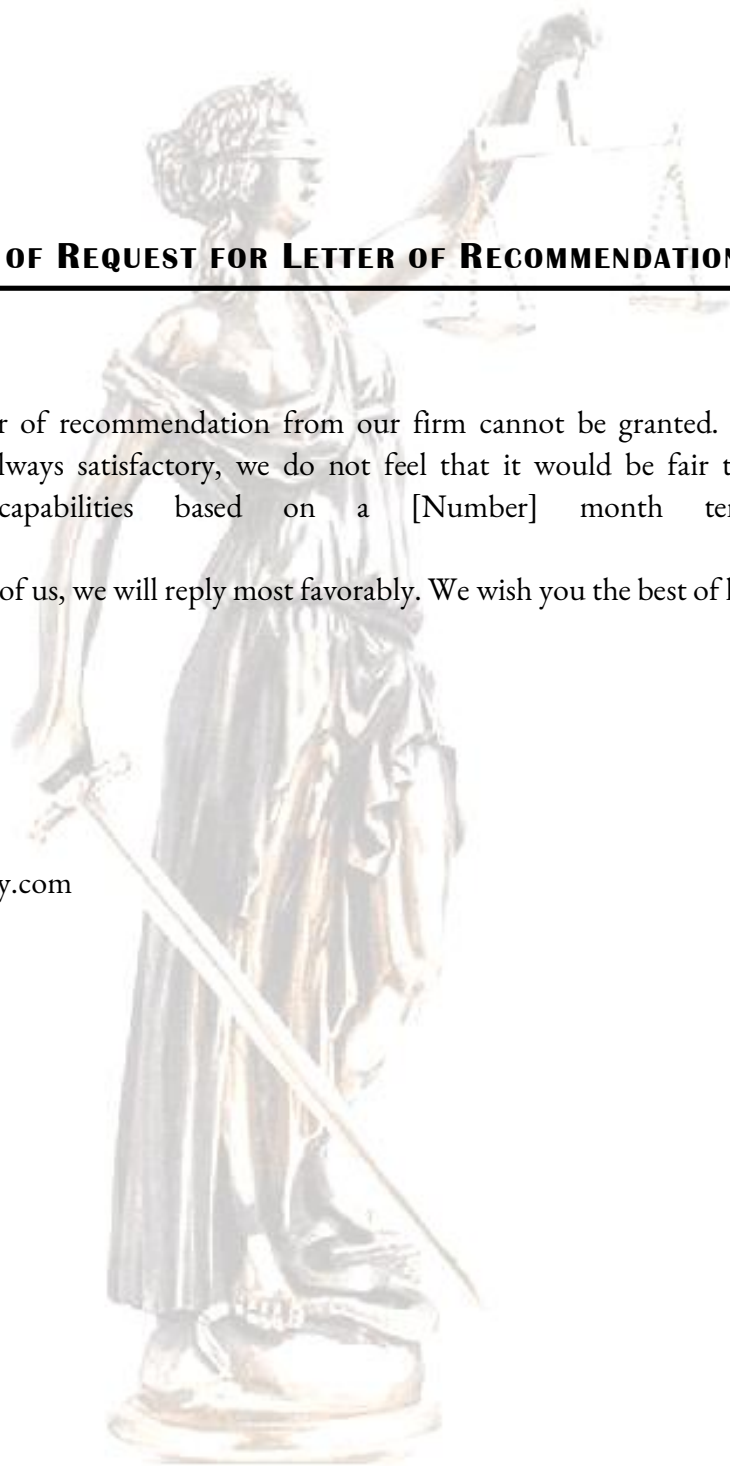 OF REQUEST FOR LETTER OF RECOMMENDATION
of recommendation from our firm cannot be granted.
always satisfactory, we do not feel that it would be fair
capabilities based on a [Number] month
of us, we will reply most favorably. We wish you the best of
y.com